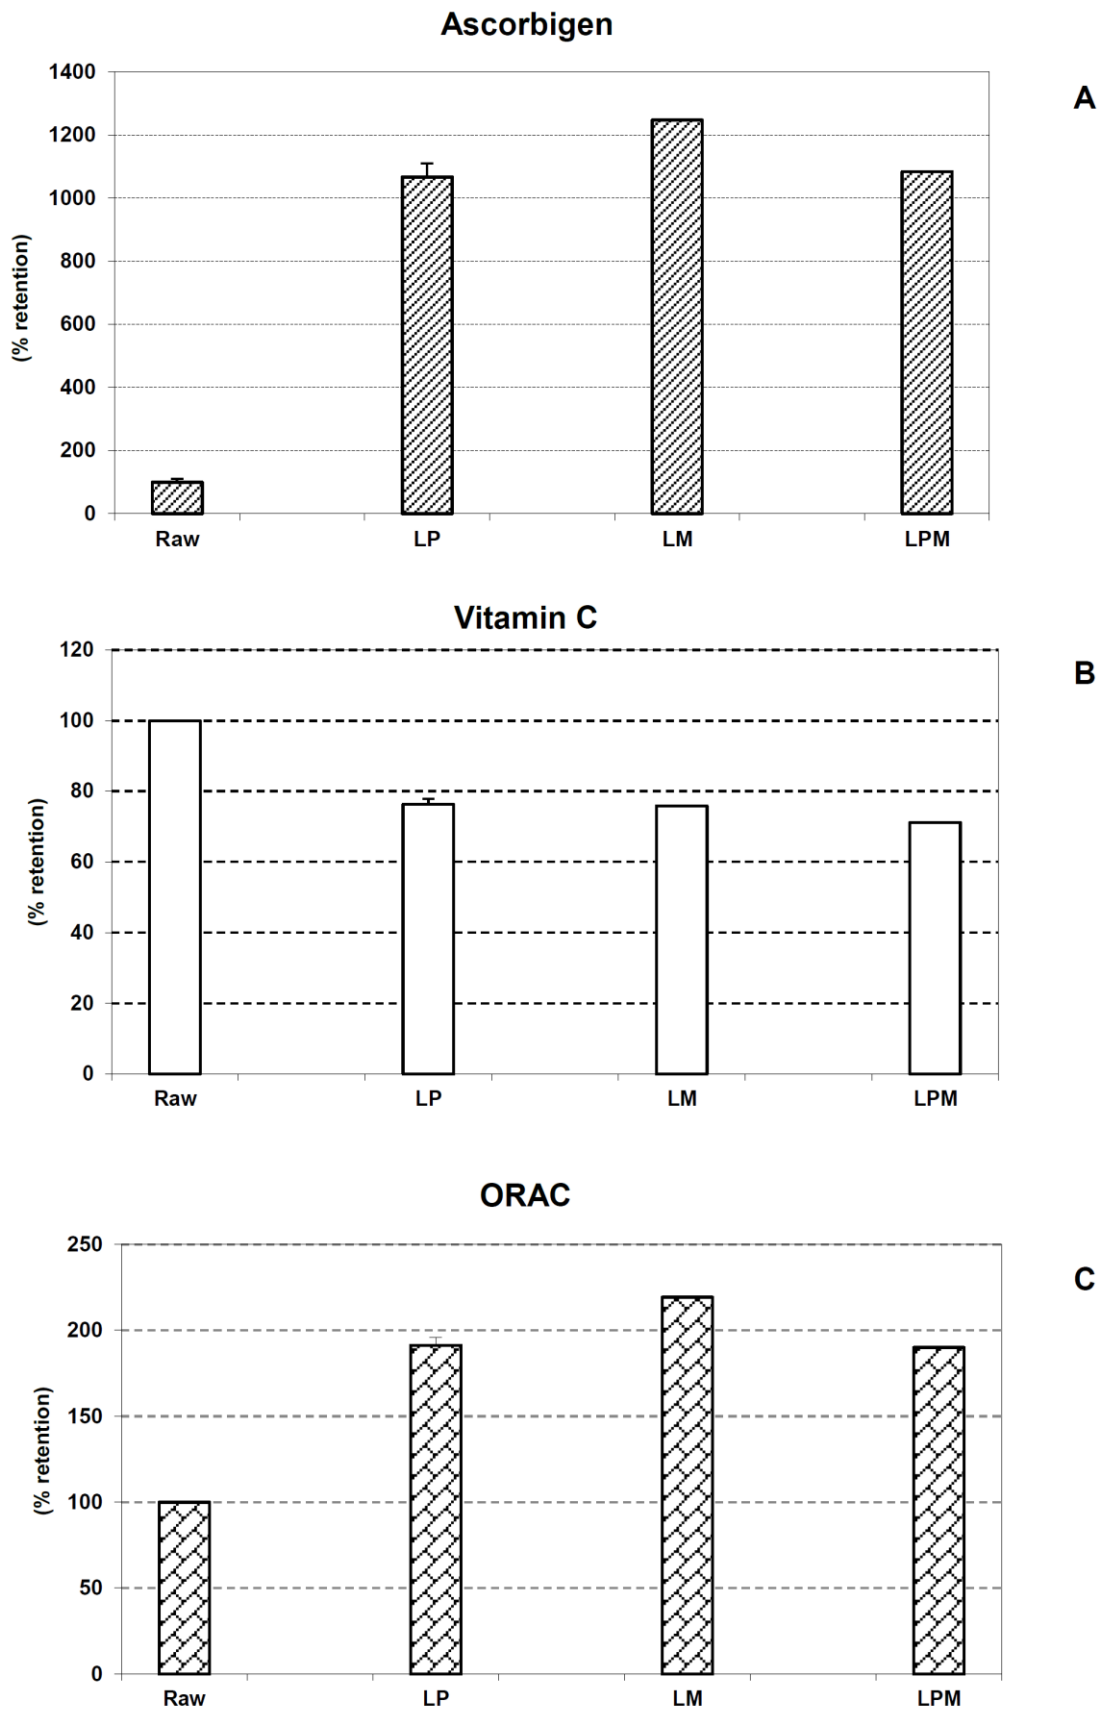 Ascorbigen
A
1400
1200
1000
800
600
400
200
0
(% retention)
Raw LP LM LPM
Vitamin C
B
120
100
80
60
40
20
0
(% retention)
Raw LP LM LPM
ORAC
C
250
200
150
100
50
0
(% retention)
Raw LP LM LPM